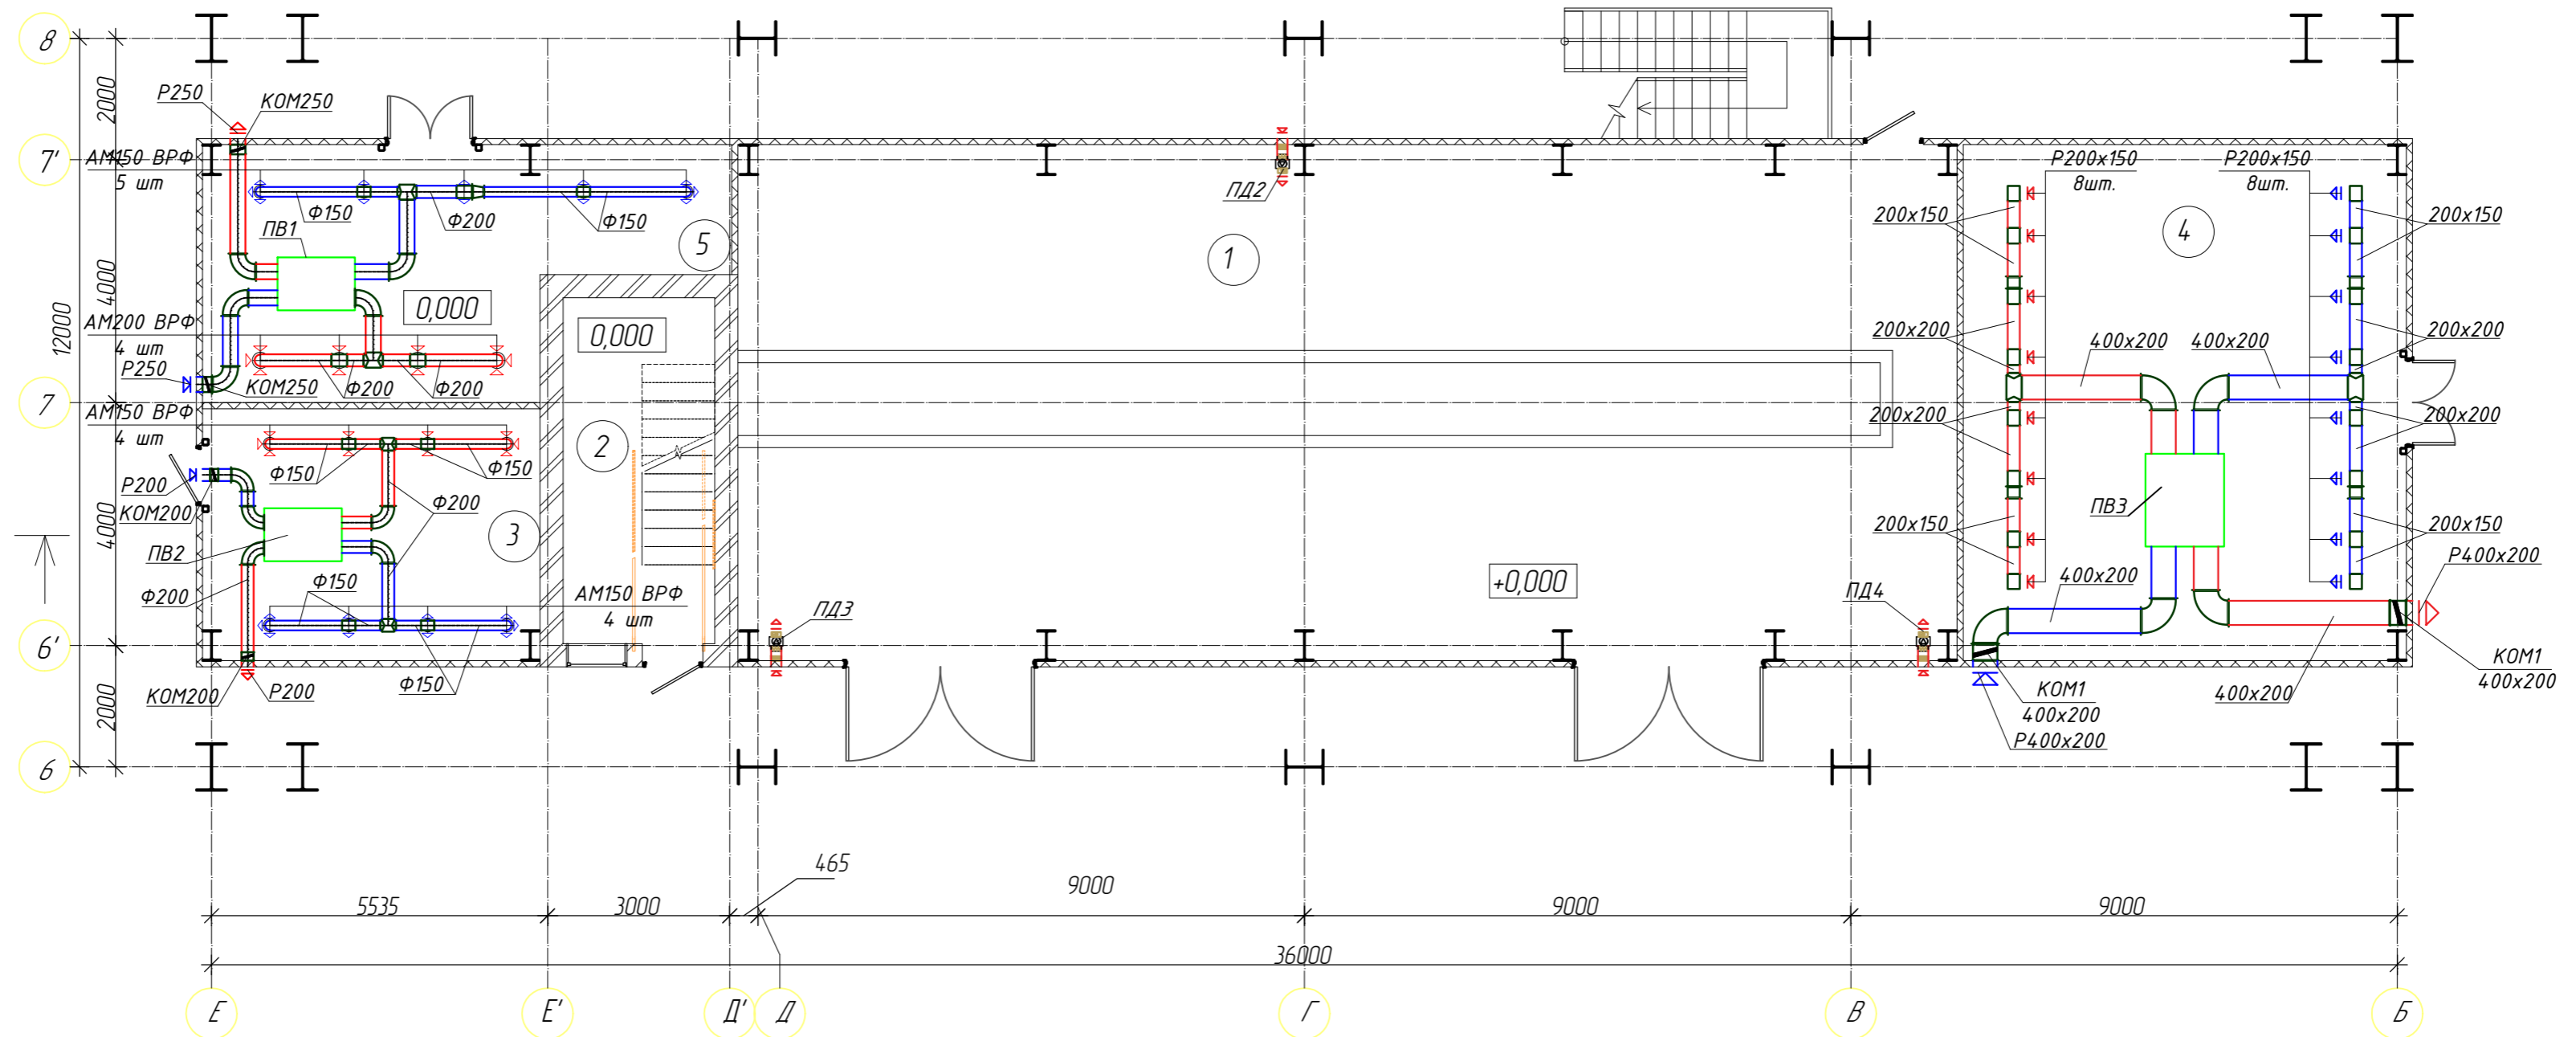 8
2000
Р250
КОМ250
АМ150 ВРФ
5 шт
7'
Ф150
Ф200
Ф150
ПВ1
5
ПД2
1
Р200х150
8шт.
Р200х150
8шт.
200х150
200х150
4
4000
12000
0,000
0,000
АМ200 ВРФ
4 шт
Р250
КОМ250
Ф200
Ф200
200х200
400х200
400х200
200х200
7
АМ150 ВРФ
4 шт
200х200
200х200
Ф150
Ф150
2
Р200
КОМ200
Ф200
ПВ3
200х150
200х150
4000
ПВ2
3
Р400х200
Ф200
Ф150
АМ150 ВРФ
4 шт
ПД3
+0,000
ПД4
400х200
6'
КОМ200
Р200
Ф150
КОМ1
400х200
Р400х200
400х200
КОМ1
400х200
2000
6
465
5535
3000
9000
9000
9000
36000
Е
Е'
Д'
Д
Г
В
Б